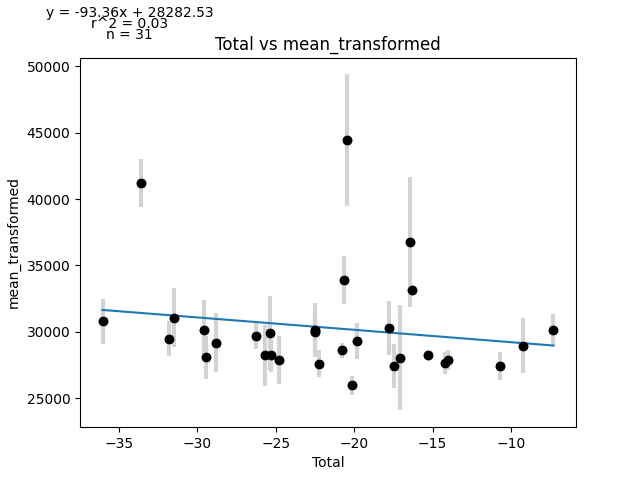 y = -93.36x + 28282.53
r^2 = 0.03
n = 31
Total vs mean_transformed
50000
45000
40000
35000
30000
25000
mean_transformed
−35
−30
−25
−20
−15
−10
Total